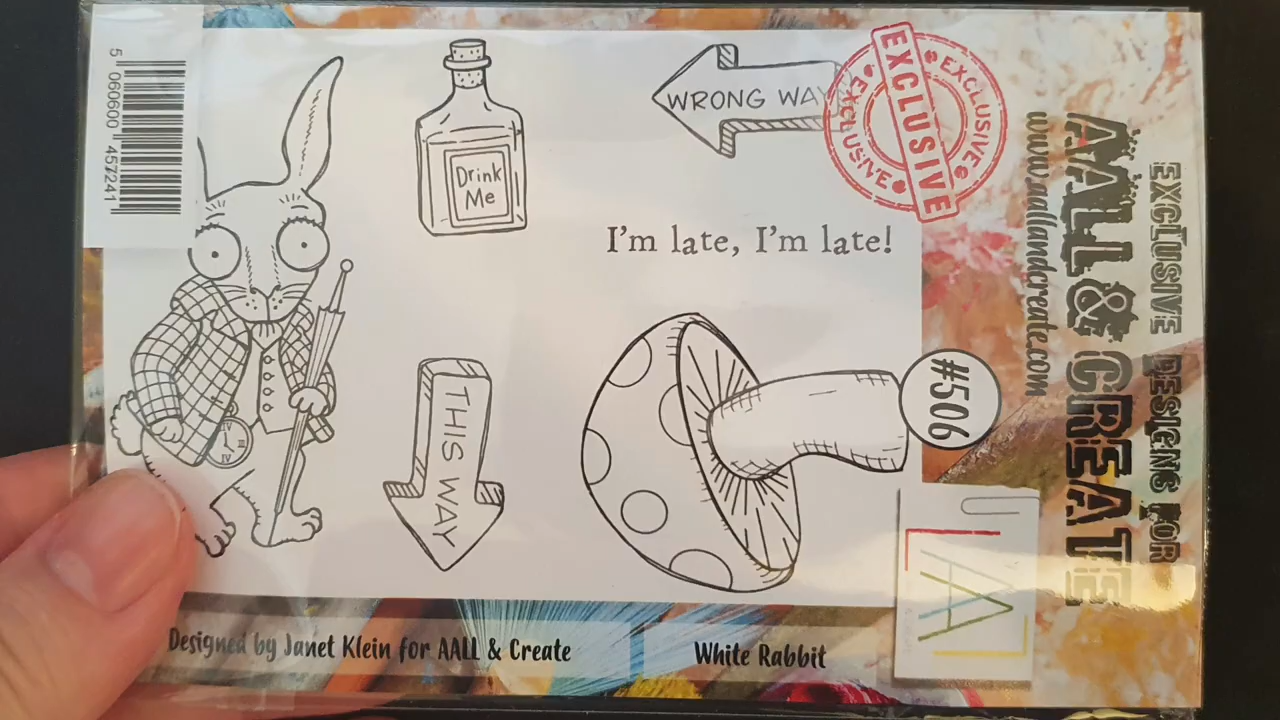 5 060600 457241
Drink
Me
WRONG WAY
EXCLUSIVE
EXCLUSIVE
EXCLUSIVE
I'm late, I'm late!
THIS WAY
IV
#506
Designed by Janet Klein for AALL & Create
White Rabbit
EXCLUSIVE DESIGNS FOR
AALL & CREATE
www.aallandcreate.com